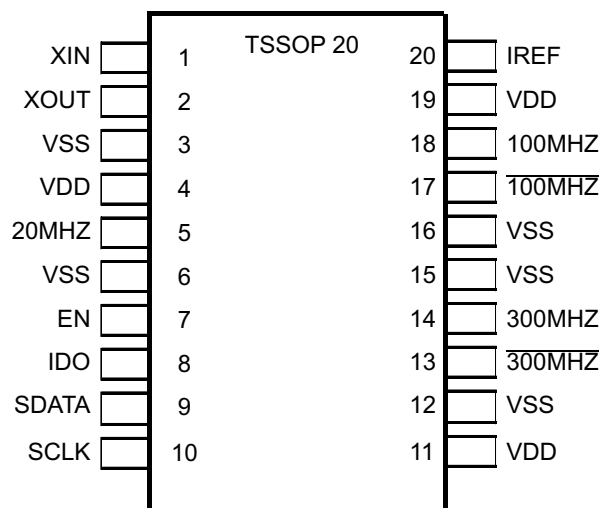 TSSOP 20
XIN 1 20 IREF
XOUT 2 19 VDD
VSS 3 18 100MHZ
VDD 4 17 100MHZ
20MHZ 5 16 VSS
VSS 6 15 VSS
EN 7 14 300MHZ
IDO 8 13 300MHZ
SDATA 9 12 VSS
SCLK 10 11 VDD